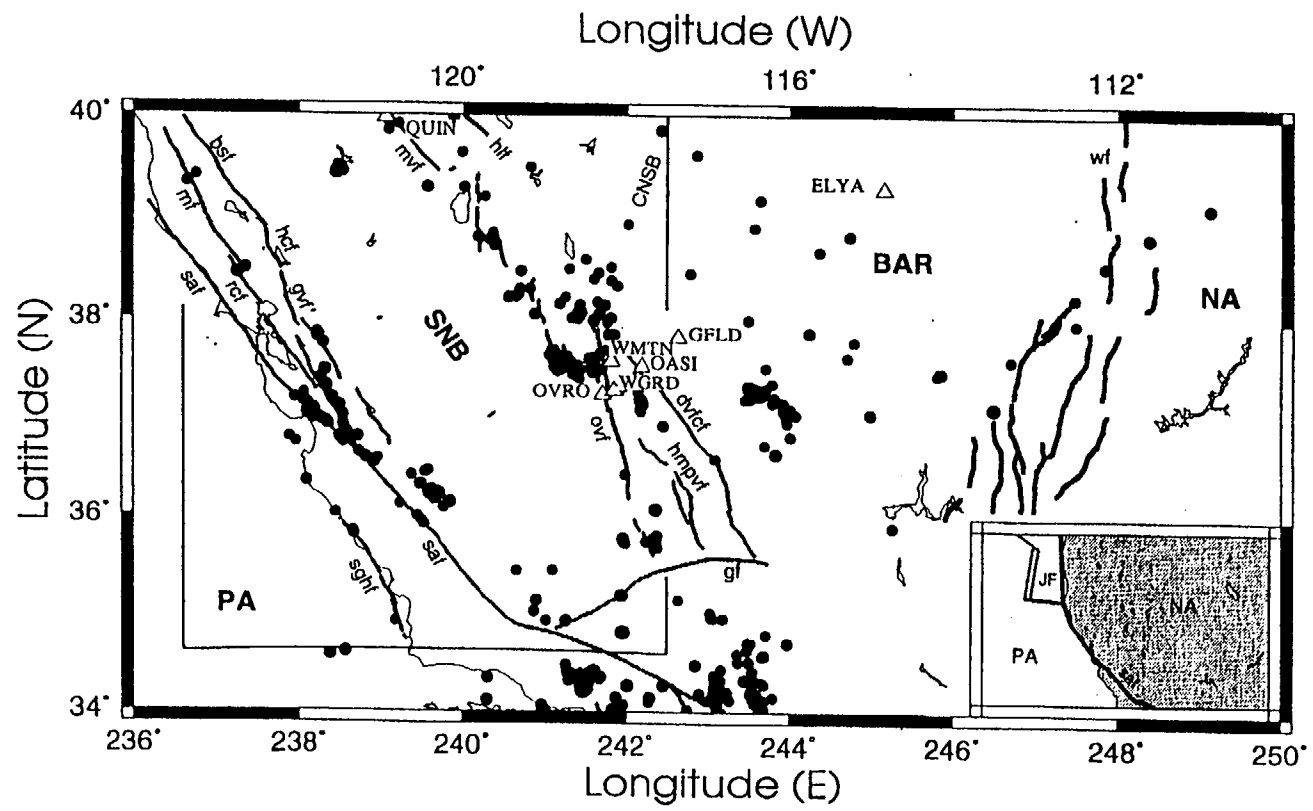 Longitude (W)
120° 116° 112°
40°
QUIN
bsf
mvf
hlf
CNSB
wf
ELYA
mf
hcf
BAR
saf
rcf
gvf
NA
38°
Latitude (N)
SNB
GFLD
WMTN
OASI
OVRO
WGRD
ovf
dvfcf
hmpvf
36°
saf
sghf
gf
PA
JF
NA
PA
saf
34°
236° 238° 240° 242° 244° 246° 248° 250°
Longitude (E)